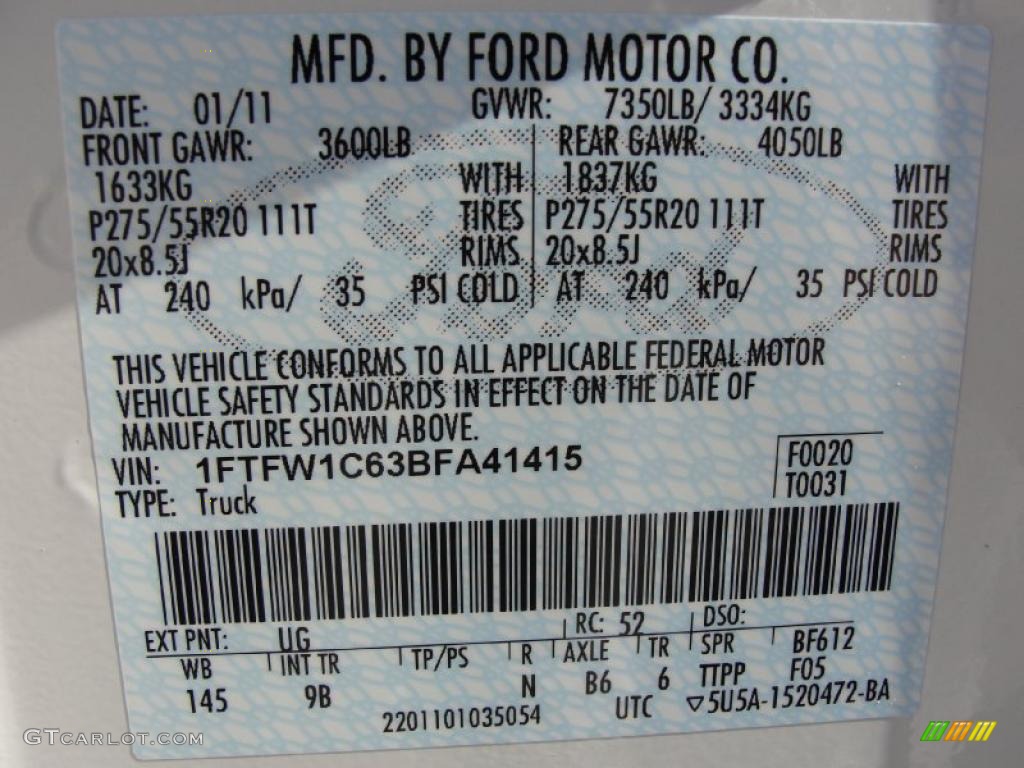 MFD. BY FORD MOTOR CO.
DATE: 01/11 GVWR: 7350LB/ 3334KG
FRONT GAWR: 3600LB REAR GAWR: 4050LB
1633KG WITH 1837KG WITH
P275/55R20 111T TIRES P275/55R20 111T TIRES
20x8.5J RIMS 20x8.5J RIMS
AT 240 kPa/ 35 PSI COLD AT 240 kPa/ 35 PSI COLD
THIS VEHICLE CONFORMS TO ALL APPLICABLE FEDERAL MOTOR
VEHICLE SAFETY STANDARDS IN EFFECT ON THE DATE OF
MANUFACTURE SHOWN ABOVE.
VIN: 1FTFW1C63BFA41415 F0020
TYPE: Truck T0031
EXT PNT: UG RC: 52 DSO:
WB INT TR TP/PS R AXLE TR SPR BF612
145 9B N B6 6 TTPP F05
2201101035054 UTC ▽5U5A-1520472-BA
Ford
GTCARLOT.COM